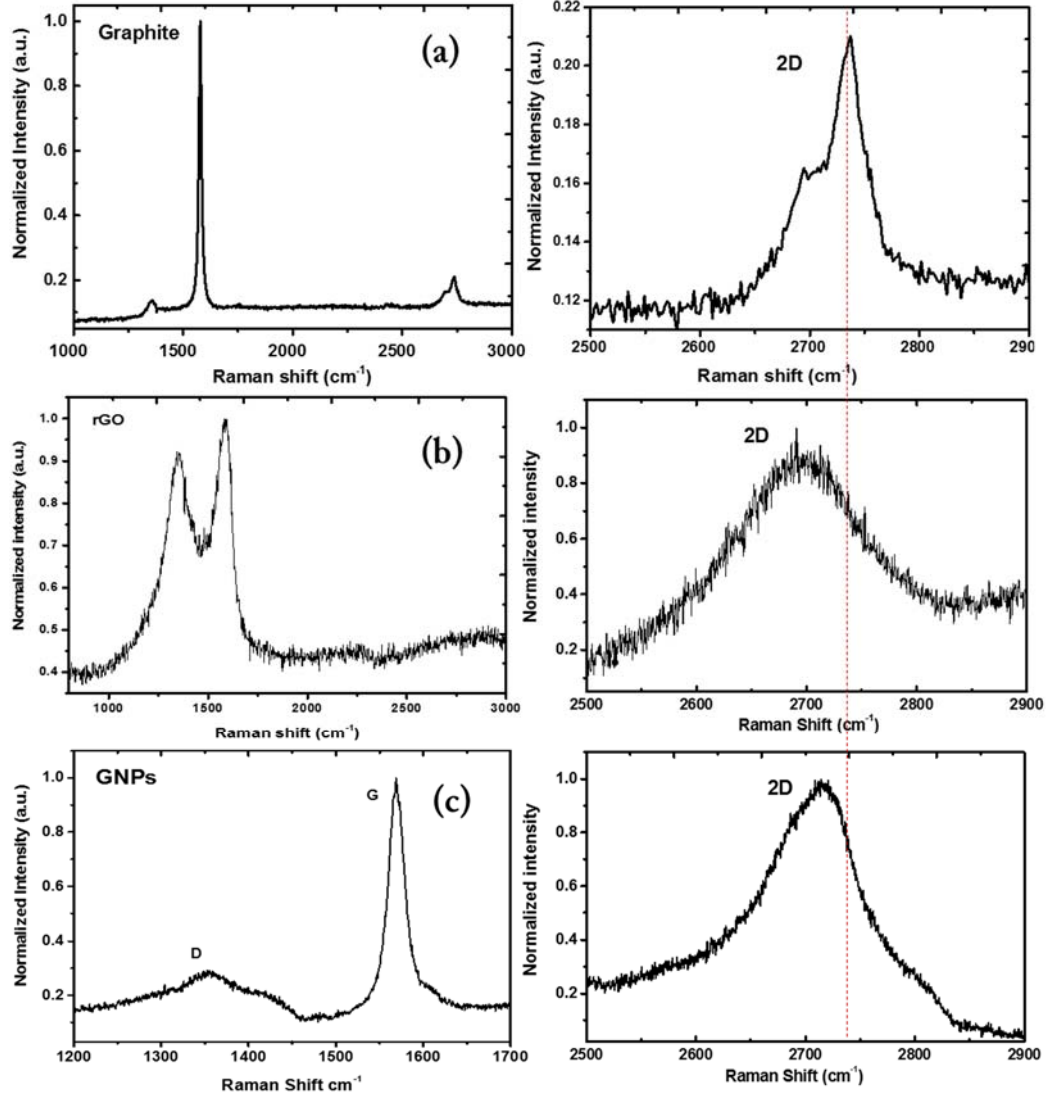 Graphite
(a)
Normalized Intensity (a.u.)
1.0
0.8
0.6
0.4
0.2
1000 1500 2000 2500 3000
Raman shift (cm⁻¹)
2D
Normalized Intensity (a.u.)
0.22
0.20
0.18
0.16
0.14
0.12
2500 2600 2700 2800 290
Raman shift (cm⁻¹)
rGO
(b)
Normalized intensity (a.u.)
1.0
0.9
0.8
0.7
0.6
0.5
0.4
1000 1500 2000 2500 3000
Raman shift (cm⁻¹)
2D
Normalized intensity
1.0
0.8
0.6
0.4
0.2
2500 2600 2700 2800 2900
Raman Shift (cm⁻¹)
GNPs
(c)
G
D
Normalized Intensity (a.u.)
1.0
0.8
0.6
0.4
0.2
1200 1300 1400 1500 1600 1700
Raman Shift cm⁻¹
2D
Normalized intensity
1.0
0.8
0.6
0.4
0.2
2500 2600 2700 2800 2900
Raman Shift (cm⁻¹)